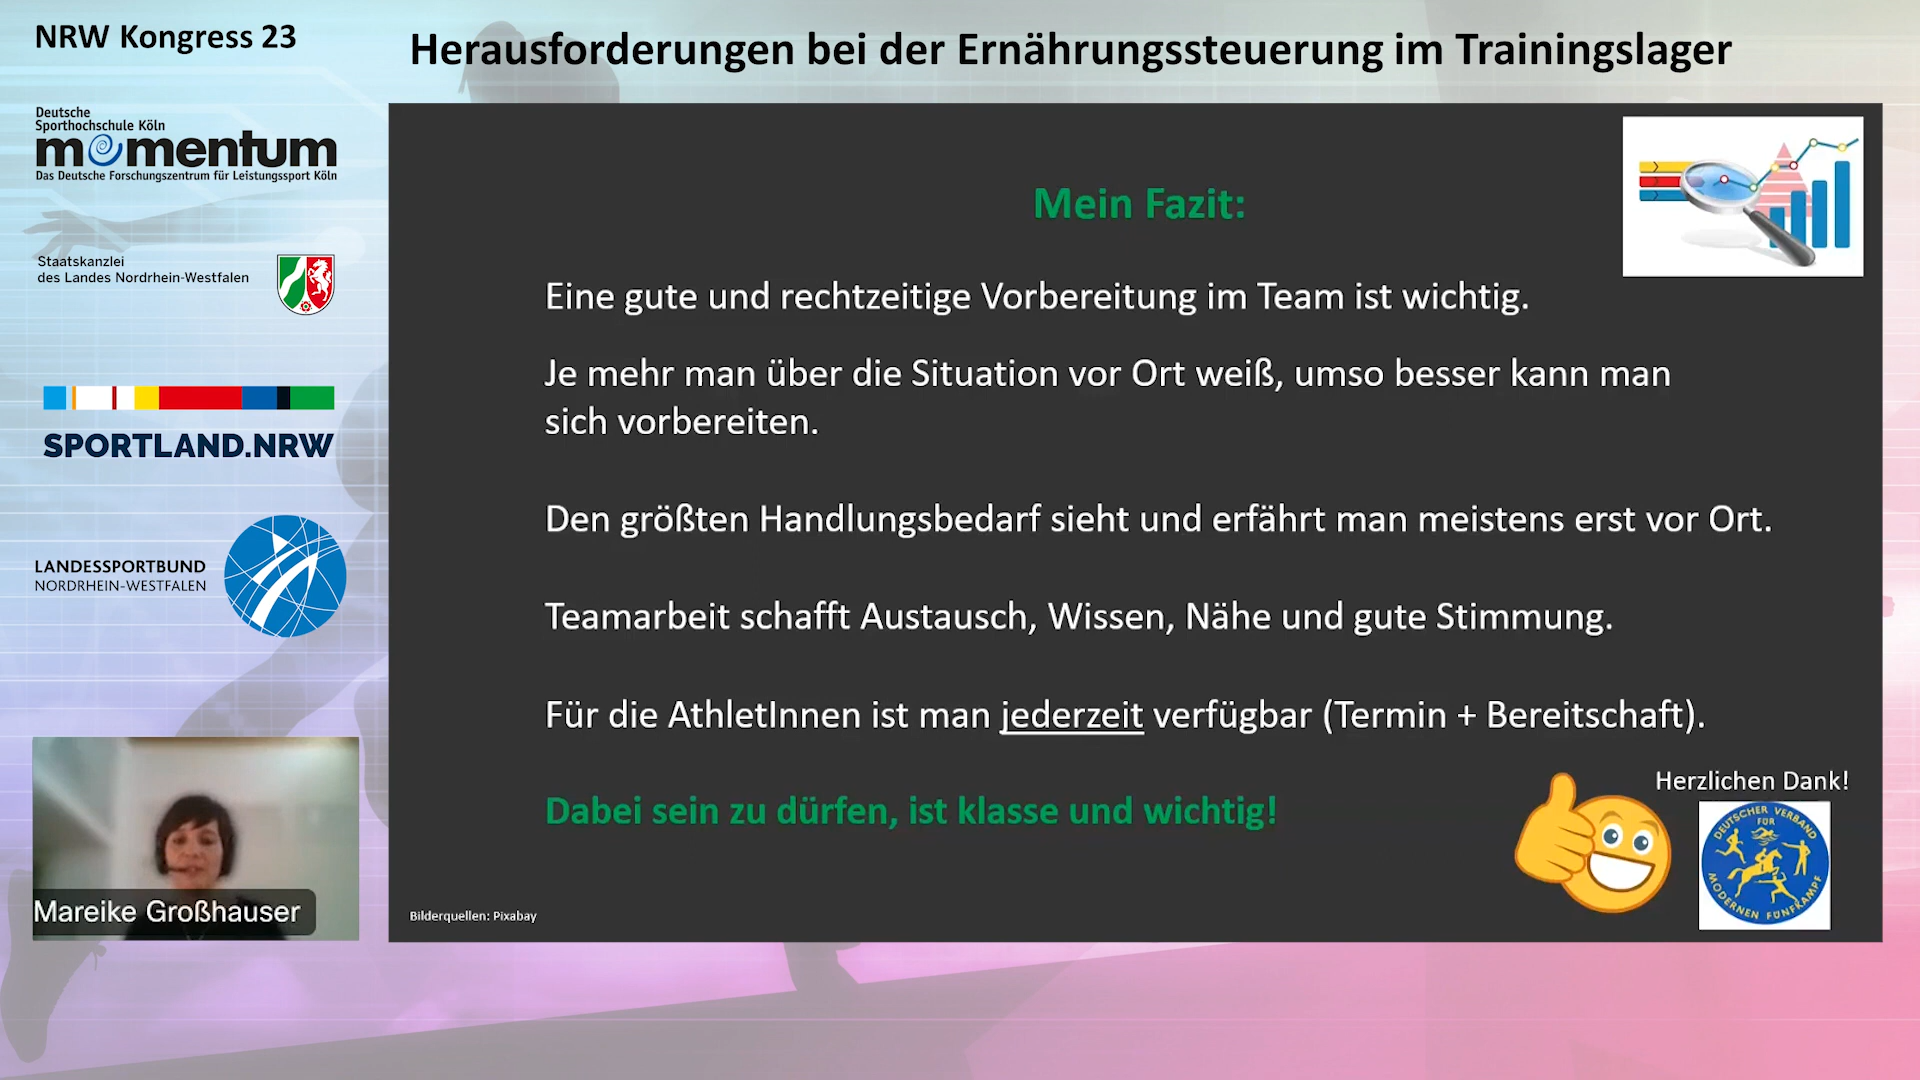 NRW Kongress 23
Herausforderungen bei der Ernährungssteuerung im Trainingslager
Deutsche
Sporthochschule Köln
momentum
Das Deutsche Forschungszentrum für Leistungssport Köln
Staatskanzlei
des Landes Nordrhein-Westfalen
SPORTLAND.NRW
LANDESSPORTBUND
NORDRHEIN-WESTFALEN
Mareike Großhauser
Mein Fazit:
Eine gute und rechtzeitige Vorbereitung im Team ist wichtig.
Je mehr man über die Situation vor Ort weiß, umso besser kann man
sich vorbereiten.
Den größten Handlungsbedarf sieht und erfährt man meistens erst vor Ort.
Teamarbeit schafft Austausch, Wissen, Nähe und gute Stimmung.
Für die AthletInnen ist man jederzeit verfügbar (Termin + Bereitschaft).
Dabei sein zu dürfen, ist klasse und wichtig!
Herzlichen Dank!
DEUTSCHER VERBAND
FÜR
MODERNEN FÜNFKAMPF
Bilderquellen: Pixabay